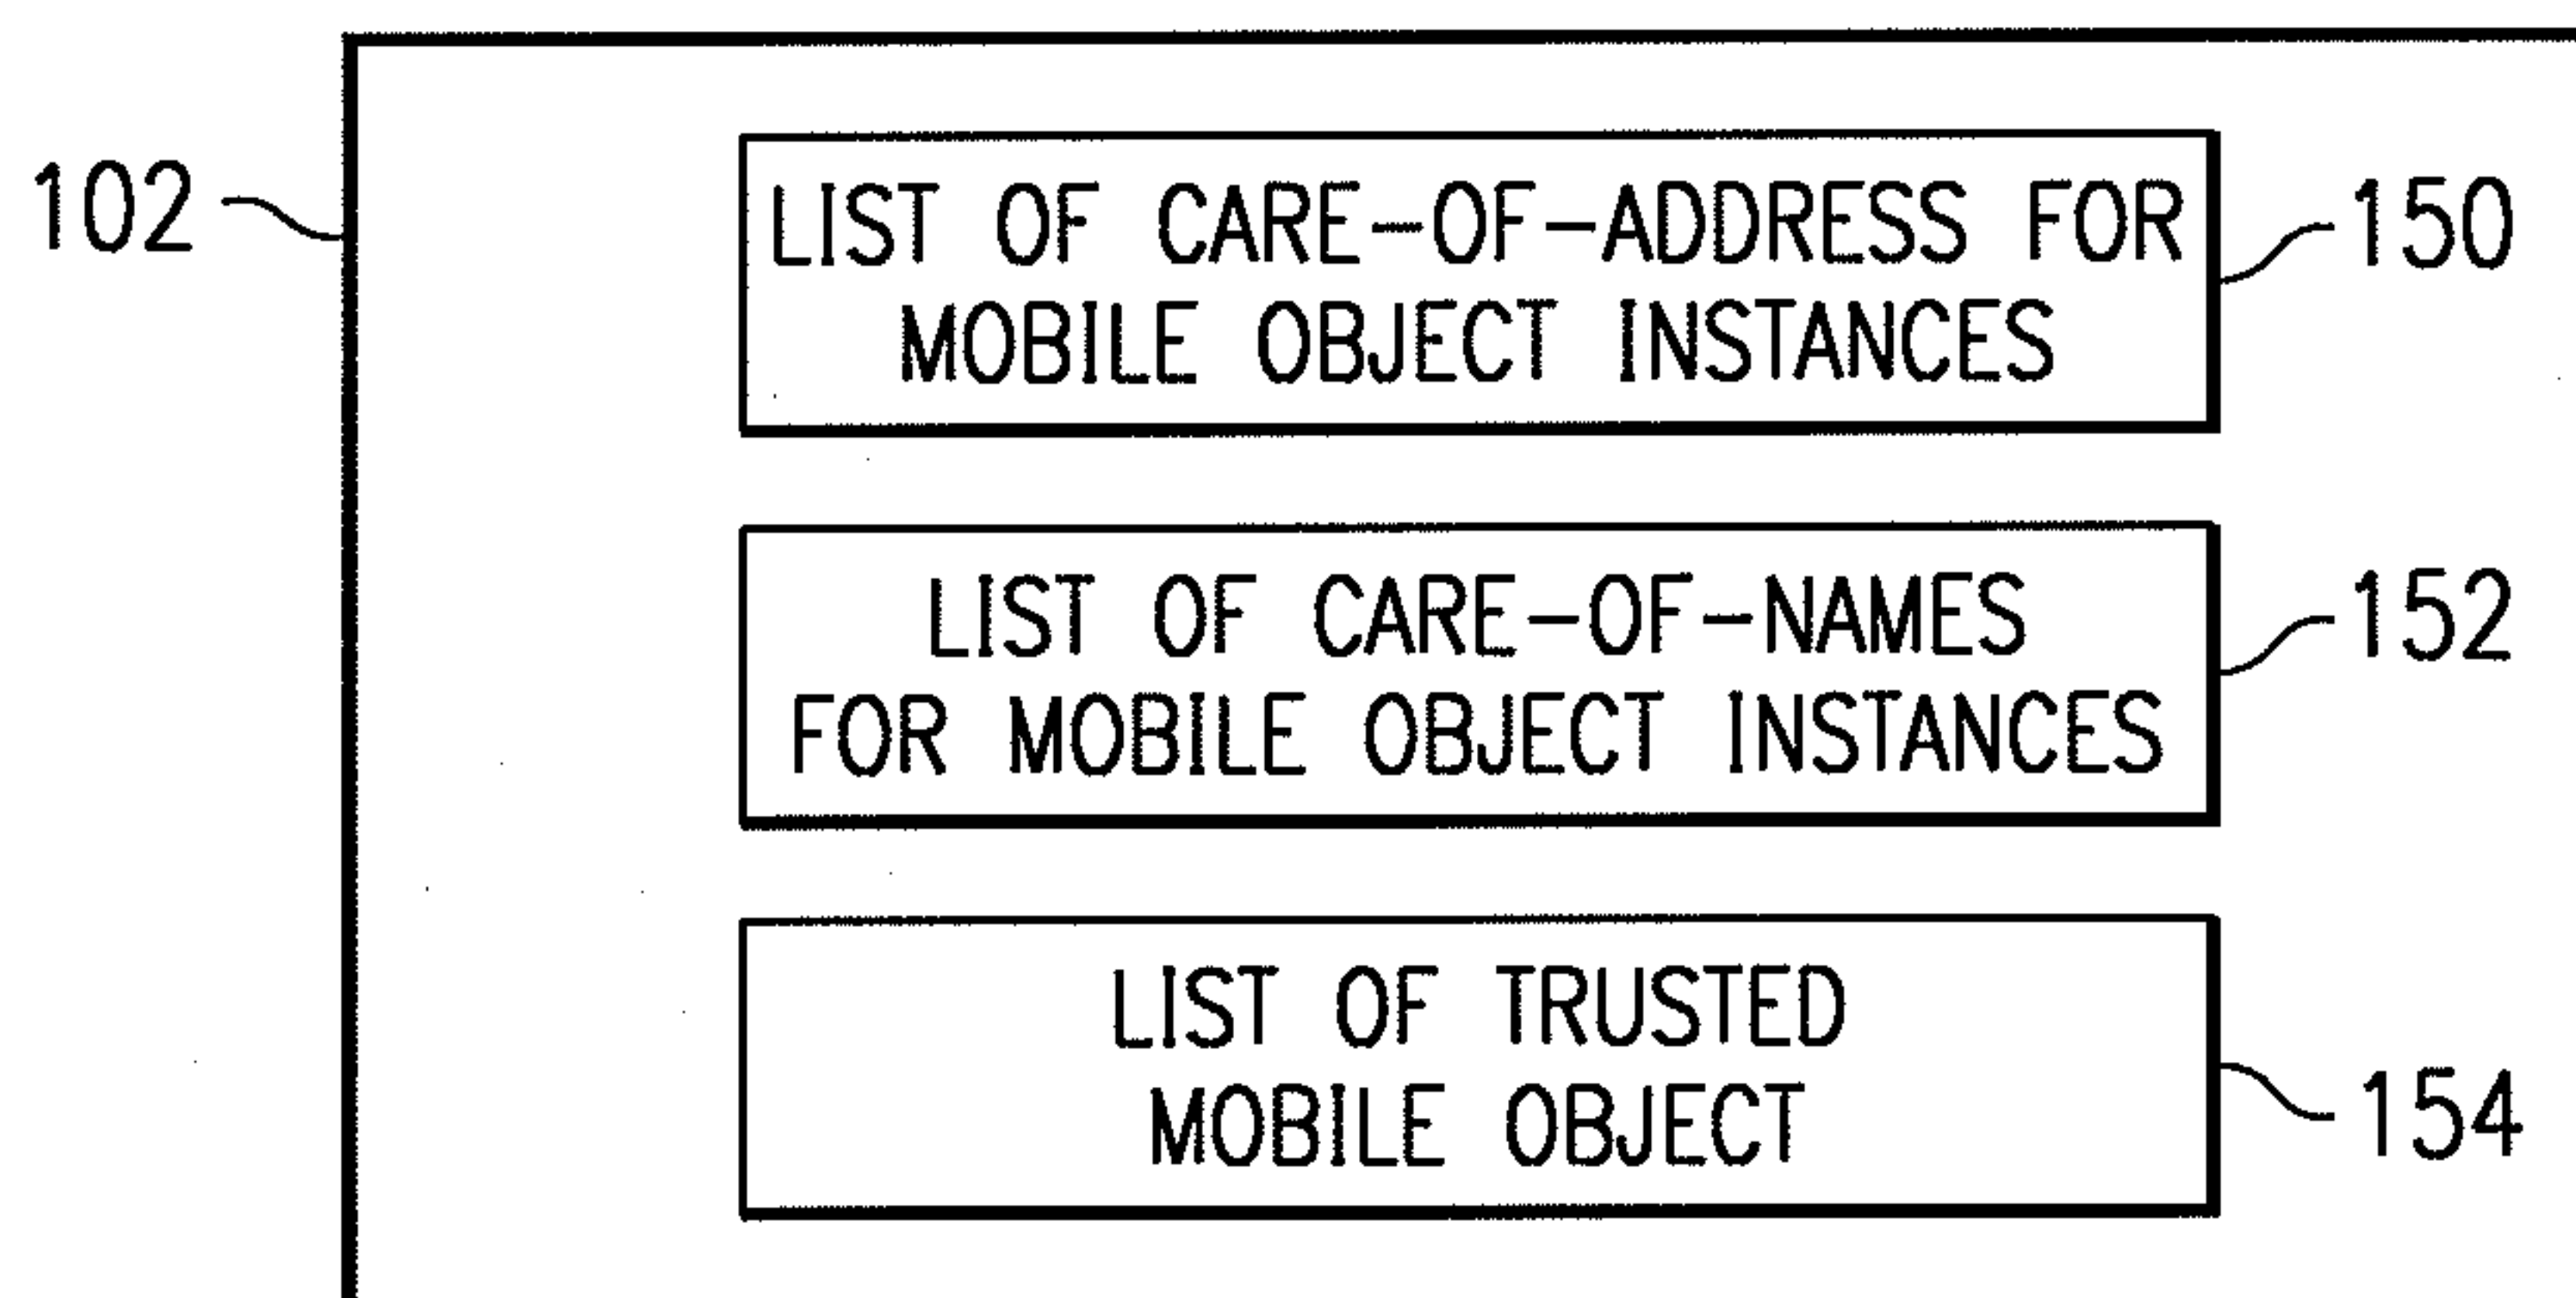 102
LIST OF CARE-OF-ADDRESS FOR
MOBILE OBJECT INSTANCES
150
LIST OF CARE-OF-NAMES
FOR MOBILE OBJECT INSTANCES
152
LIST OF TRUSTED
MOBILE OBJECT
154